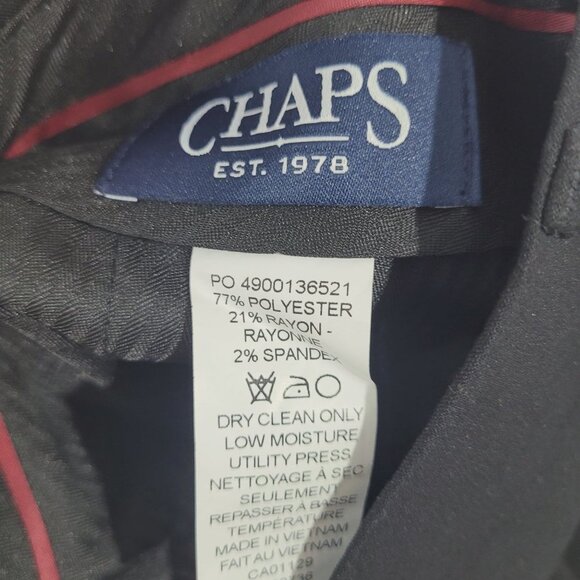 CHAPS
EST. 1978
PO 4900136521
77% POLYESTER
21% RAYON -
RAYONNE
2% SPANDEX
DRY CLEAN ONLY
LOW MOISTURE
UTILITY PRESS
NETTOYAGE À SEC
SEULEMENT
REPASSER À BASSE
TEMPÉRATURE
MADE IN VIETNAM
FAIT AU VIETNAM
CA01129